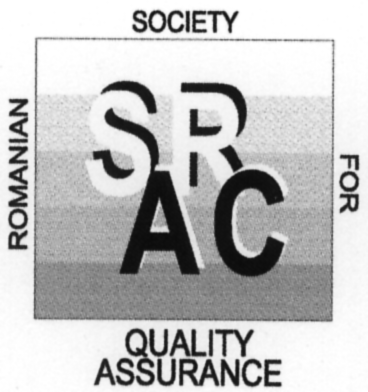 ROMANIAN
SOCIETY
FOR
QUALITY
ASSURANCE
SR
AC